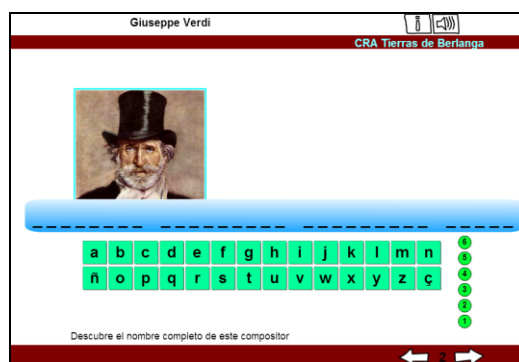 Giuseppe Verdi
CRA Tierras de Berlanga
a b c d e f g h i j k l m n
ñ o p q r s t u v w x y z ç
6
5
4
3
2
1
Descubre el nombre completo de este compositor
2